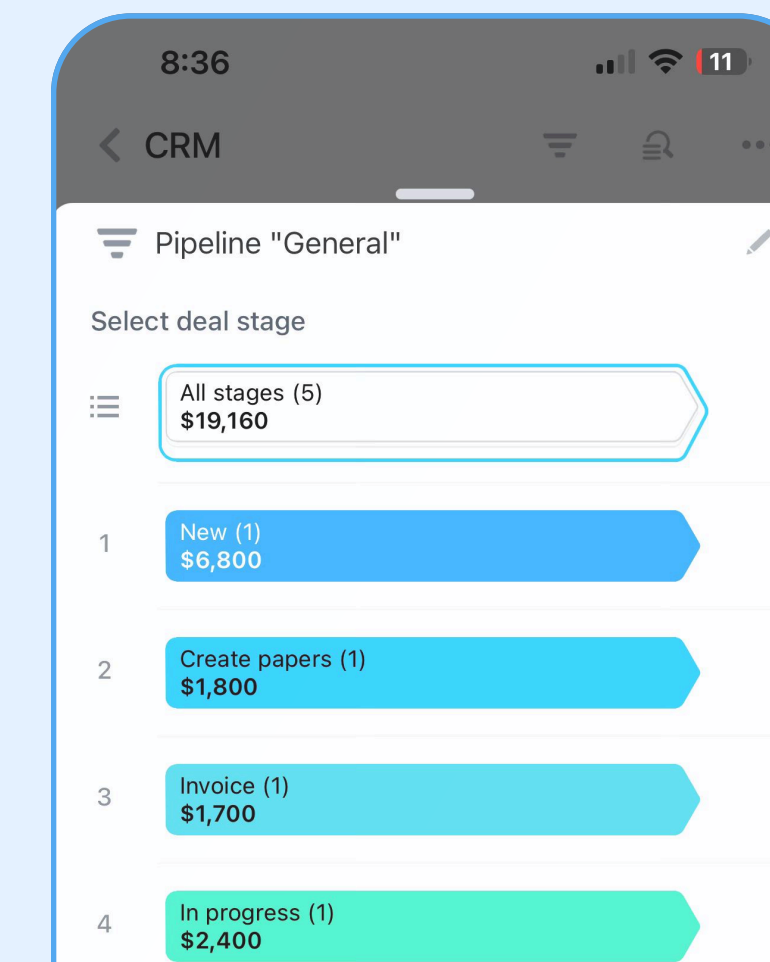 8:36
11
CRM
Pipeline "General"
Select deal stage
All stages (5)
$19,160
1
New (1)
$6,800
2
Create papers (1)
$1,800
3
Invoice (1)
$1,700
4
In progress (1)
$2,400